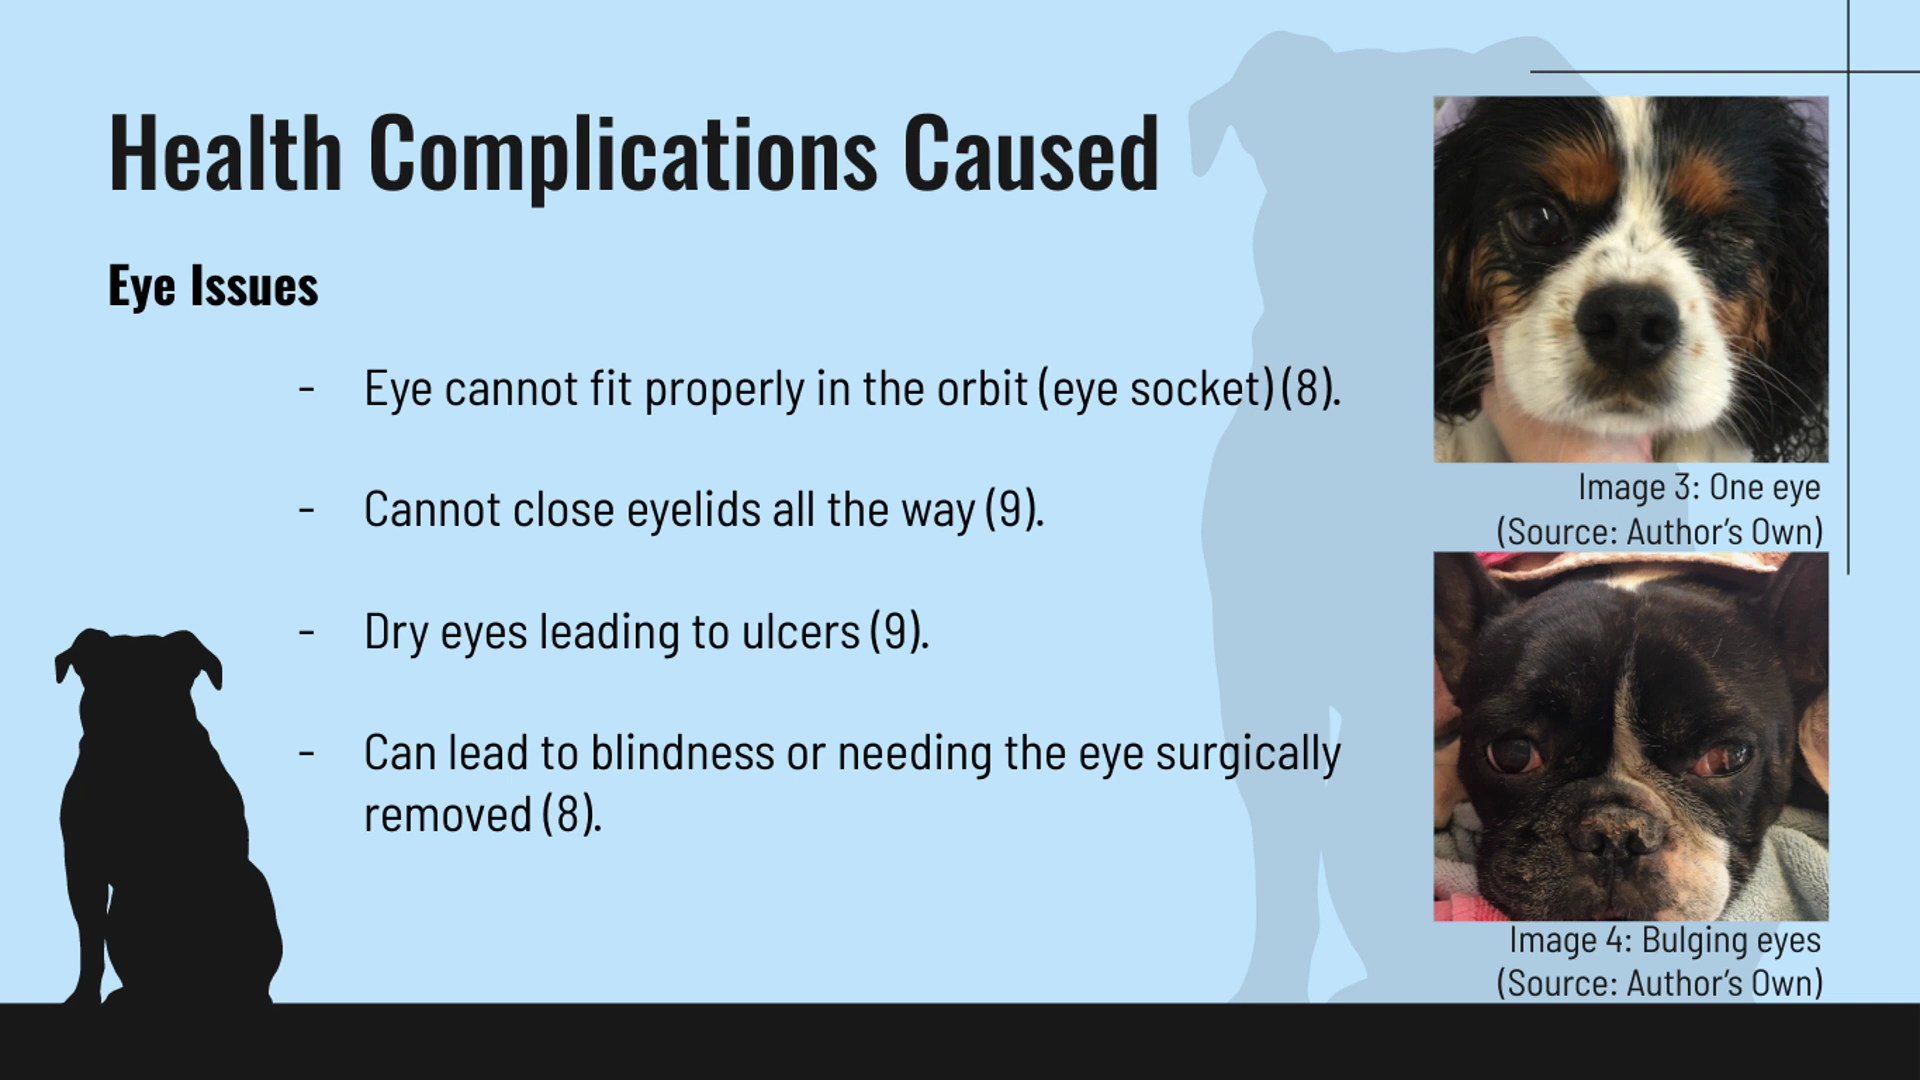 Health Complications Caused
Eye Issues
- Eye cannot fit properly in the orbit (eye socket) (8).
- Cannot close eyelids all the way (9).
- Dry eyes leading to ulcers (9).
- Can lead to blindness or needing the eye surgically
removed (8).
Image 3: One eye
(Source: Author’s Own)
Image 4: Bulging eyes
(Source: Author’s Own)